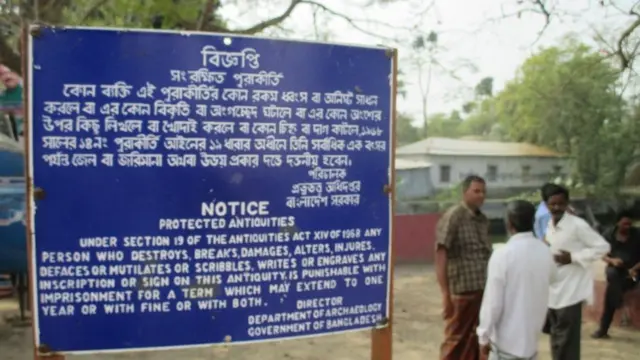 বিজ্ঞপ্তি
সংরক্ষিত পুরাকীর্তি
কোন ব্যক্তি এই পুরাকীর্তির কোন রকম ধ্বংস বা অনিষ্ট সাধন
করলে বা এর কোন বিকৃতি বা অংগচ্ছেদ ঘটালে বা এর কোন অংশের
উপর কিছু লিখলে বা খোদাই করলে বা কোন চিহ্ন বা দাগ কাটলে,১৯৬৮
সালের ১৪নং পুরাকীর্তি আইনের ১৯ ধারার অধীনে তিনি সর্বাধিক এক বৎসর
পর্যন্ত জেল বা জরিমানা অথবা উভয় প্রকার দন্ডে দন্ডনীয় হবেন।
পরিচালক
প্রত্নতত্ত্ব অধিদপ্তর
বাংলাদেশ সরকার
NOTICE
PROTECTED ANTIQUITIES
UNDER SECTION 19 OF THE ANTIQUITIES ACT XIV OF 1968 ANY
PERSON WHO DESTROYS, BREAKS, DAMAGES, ALTERS, INJURES,
DEFACES OR MUTILATES OR SCRIBBLES, WRITES OR ENGRAVES ANY
INSCRIPTION OR SIGN ON THIS ANTIQUITY. IS PUNISHABLE WITH
IMPRISONMENT FOR A TERM WHICH MAY EXTEND TO ONE
YEAR OR WITH FINE OR WITH BOTH.
DIRECTOR
DEPARTMENT OF ARCHAEOLOGY
GOVERNMENT OF BANGLADESH